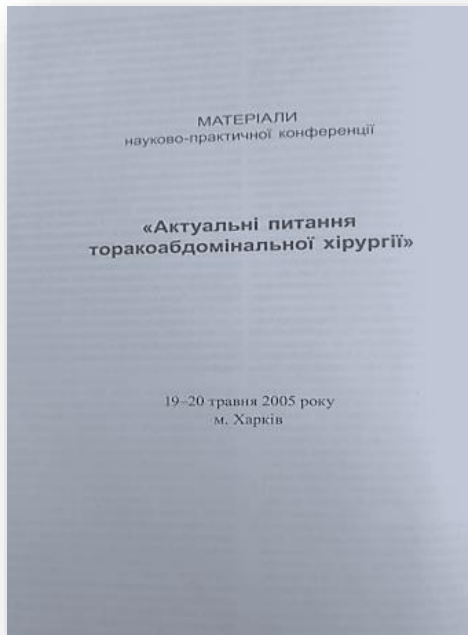 МАТЕРІАЛИ
науково-практичної конференції
«Актуальні питання
торакоабдомінальної хірургії»
19–20 травня 2005 року
м. Харків